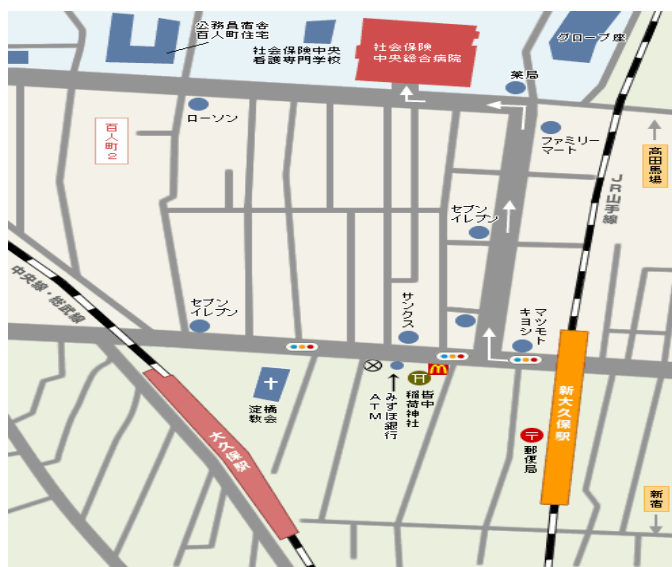 公務員宿舎
百人町住宅
社会保険中央
看護専門学校
社会保険
中央総合病院
グローブ座
薬局
ローソン
百人町2
ファミリー
マート
高田馬場
JR山手線
セブン
イレブン
中央線・総武線
セブン
イレブン
サンクス
マツモト
キヨシ
淀橋
教会
みずほ銀行
ATM
皆中
稲荷神社
M
大久保駅
新大久保駅
〒
郵便局
新宿